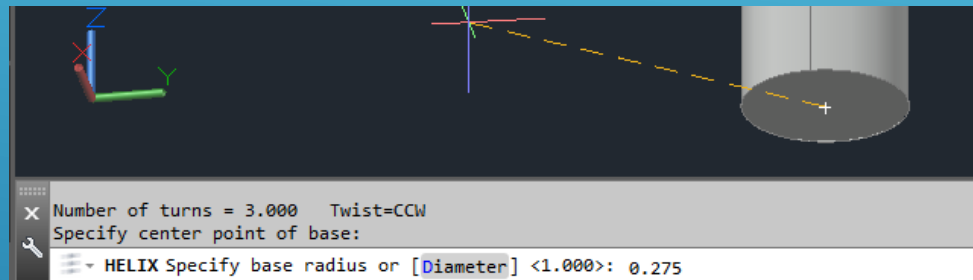 Z
X
Y
Number of turns = 3.000 Twist=CCW
Specify center point of base:
HELIX Specify base radius or [Diameter] <1.000>: 0.275